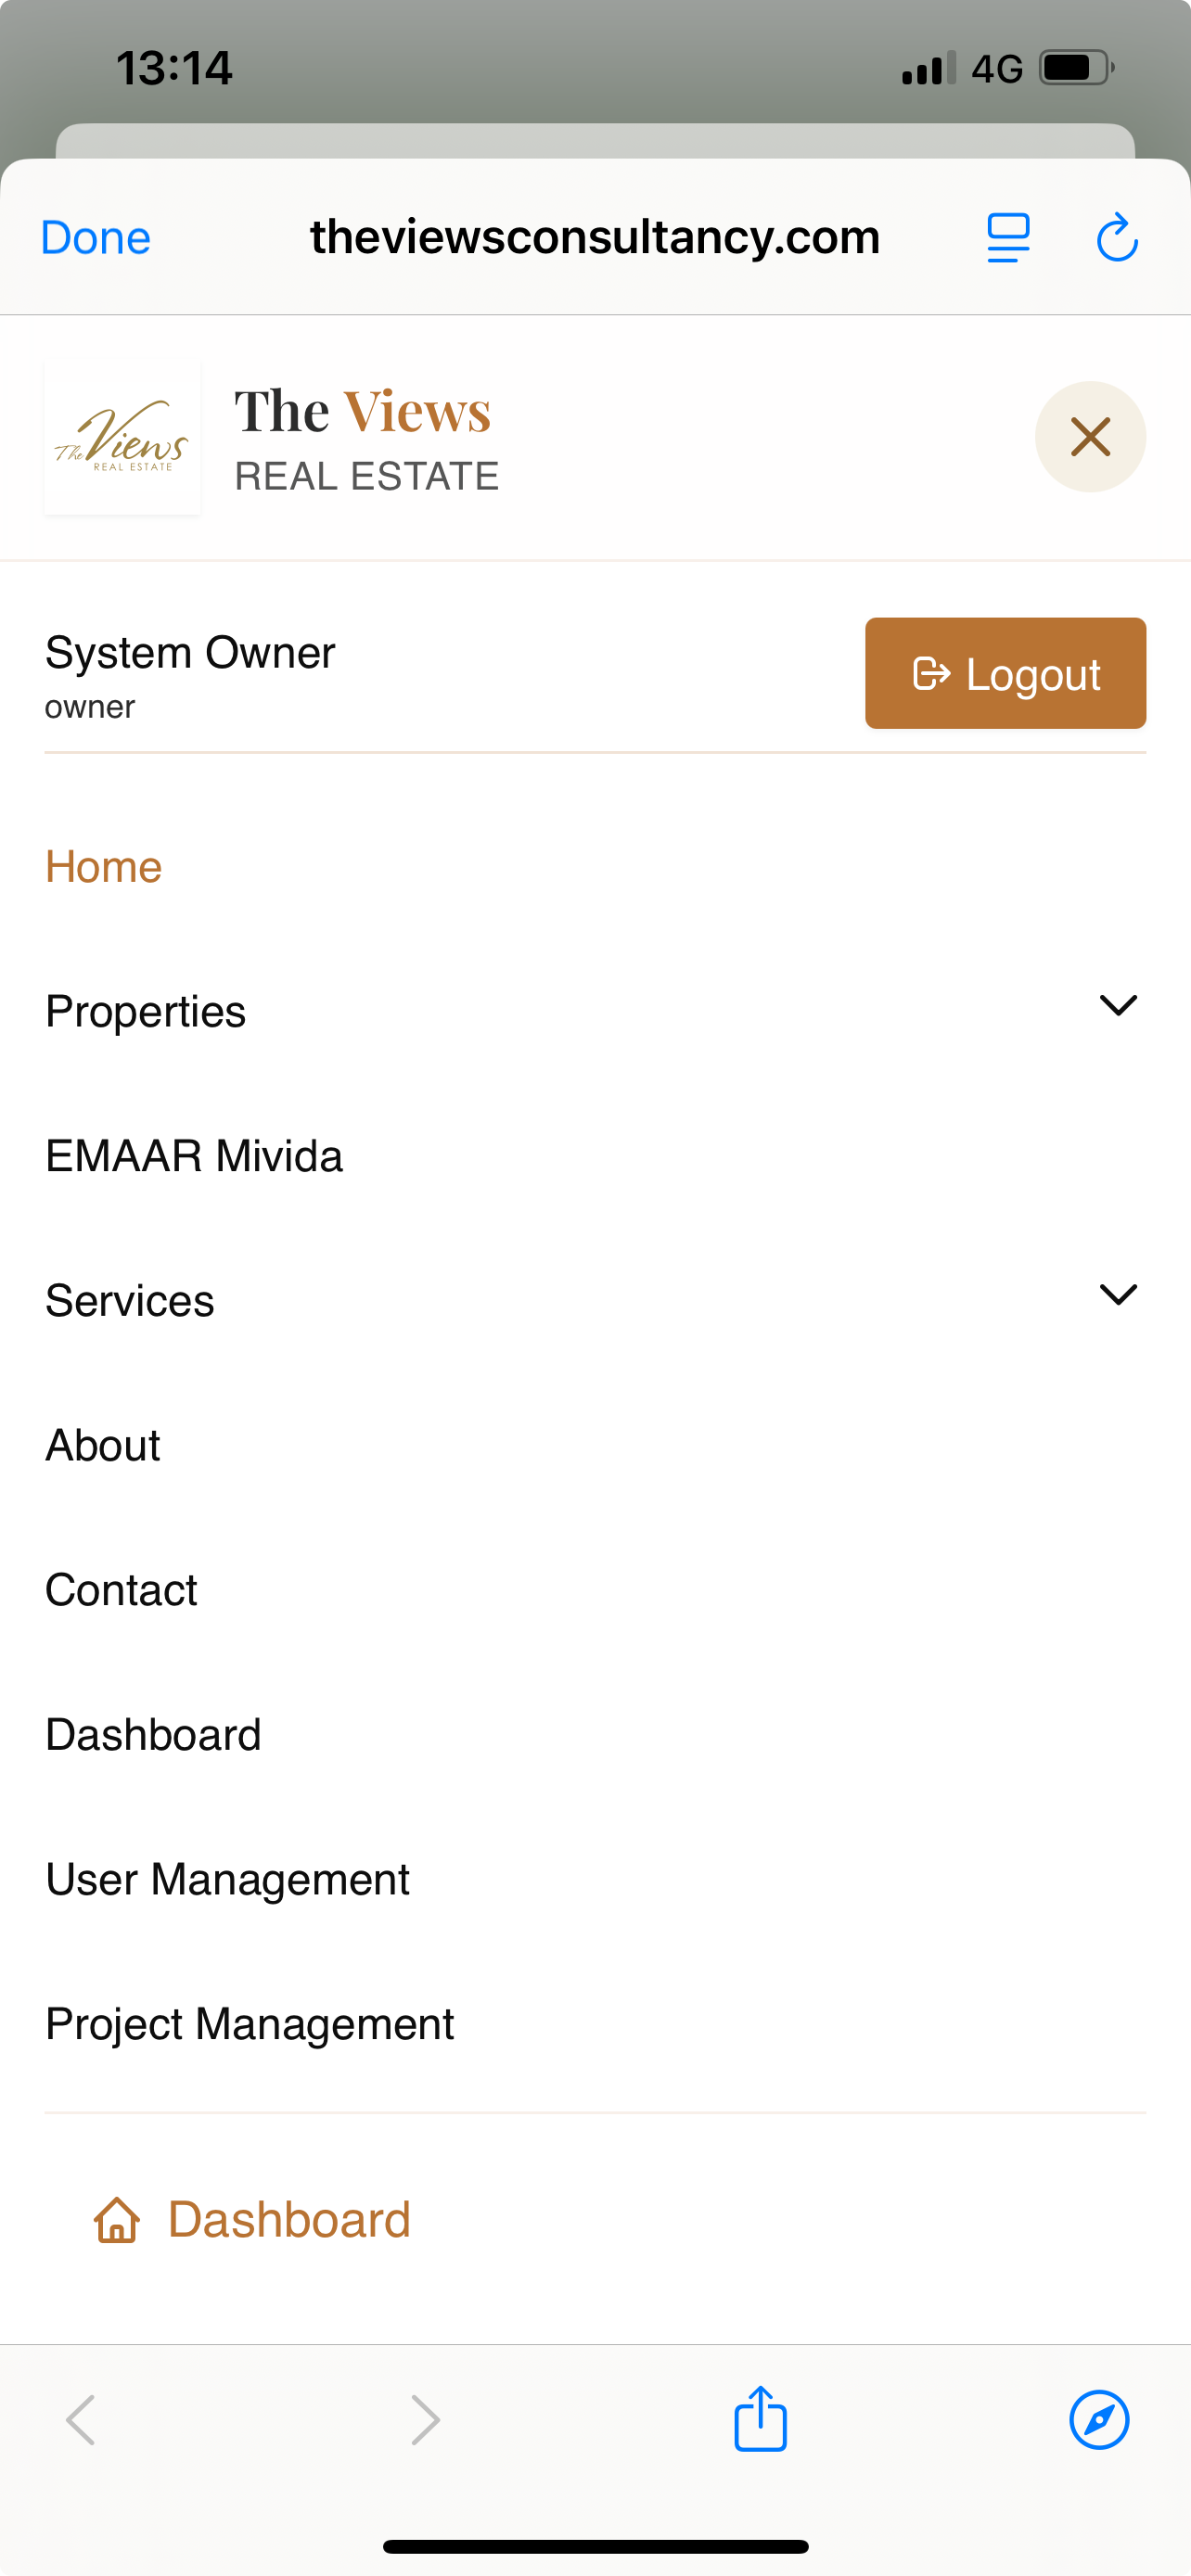 13:14
4G
Done
theviewsconsultancy.com
The Views
REAL ESTATE
The Views
REAL ESTATE
System Owner
owner
Logout
Home
Properties
EMAAR Mivida
Services
About
Contact
Dashboard
User Management
Project Management
Dashboard